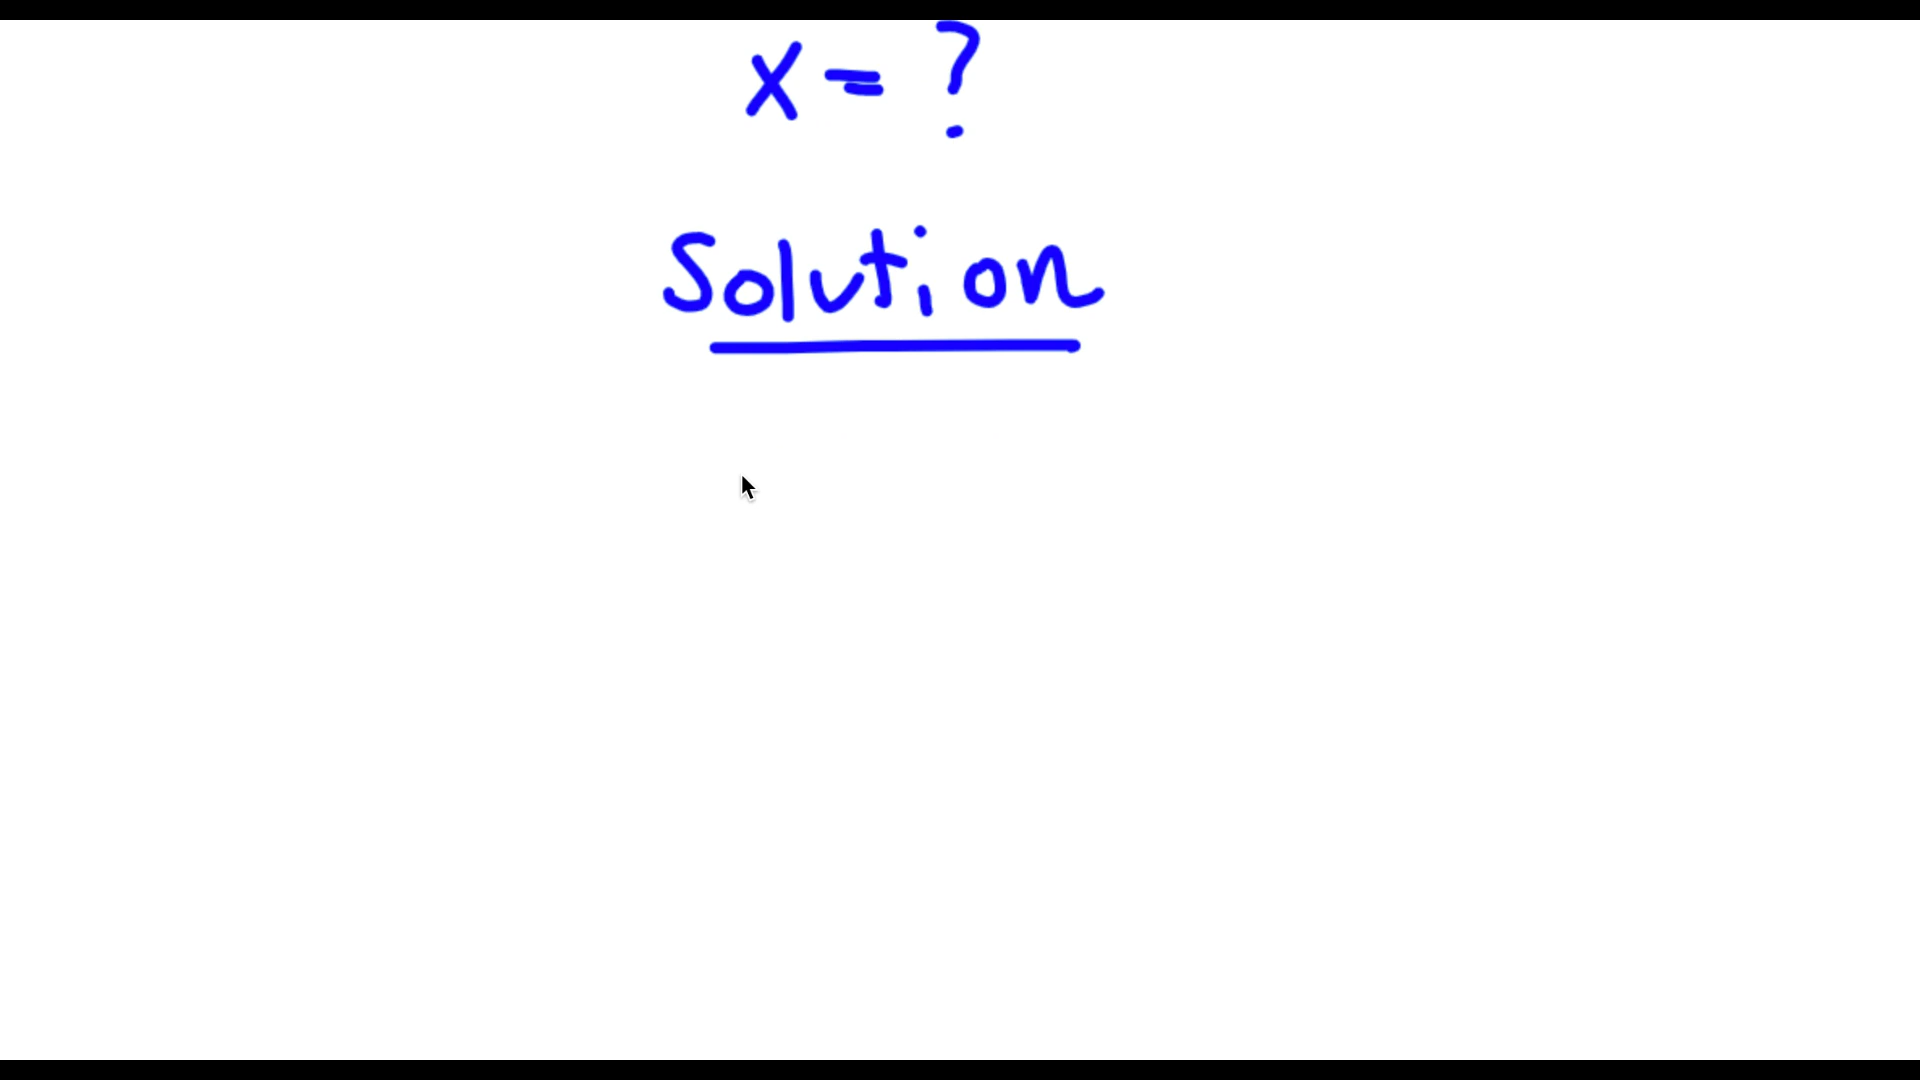 x = ?
Solution